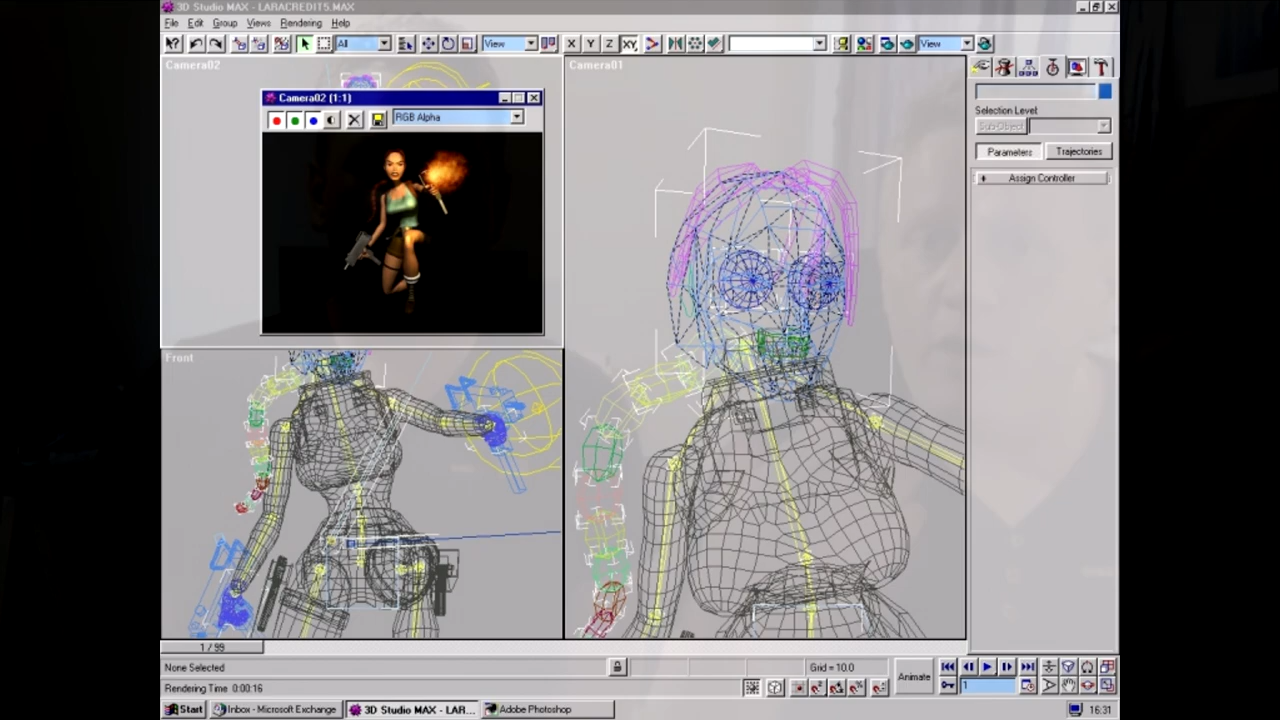 3D Studio MAX - LARACREDIT5.MAX
File Edit Group Views Rendering Help
All View X Y Z XY View
Camera02
Camera01
Camera02 (1:1)
RGB Alpha
Selection Level:
Sub-Object
Parameters Trajectories
+ Assign Controller
Front
1 / 99
None Selected
Grid = 10.0
Animate
1
Rendering Time 0:00:16
Start Inbox - Microsoft Exchange 3D Studio MAX - LAR... Adobe Photoshop 16:31